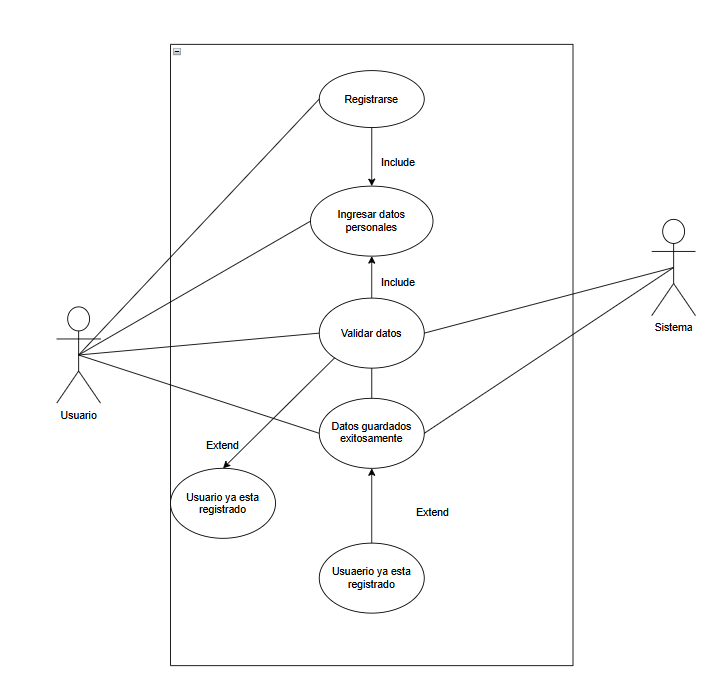 Registrarse
Include
Ingresar datos
personales
Include
Validar datos
Sistema
Usuario
Datos guardados
exitosamente
Extend
Usuario ya esta
registrado
Extend
Usuaerio ya esta
registrado